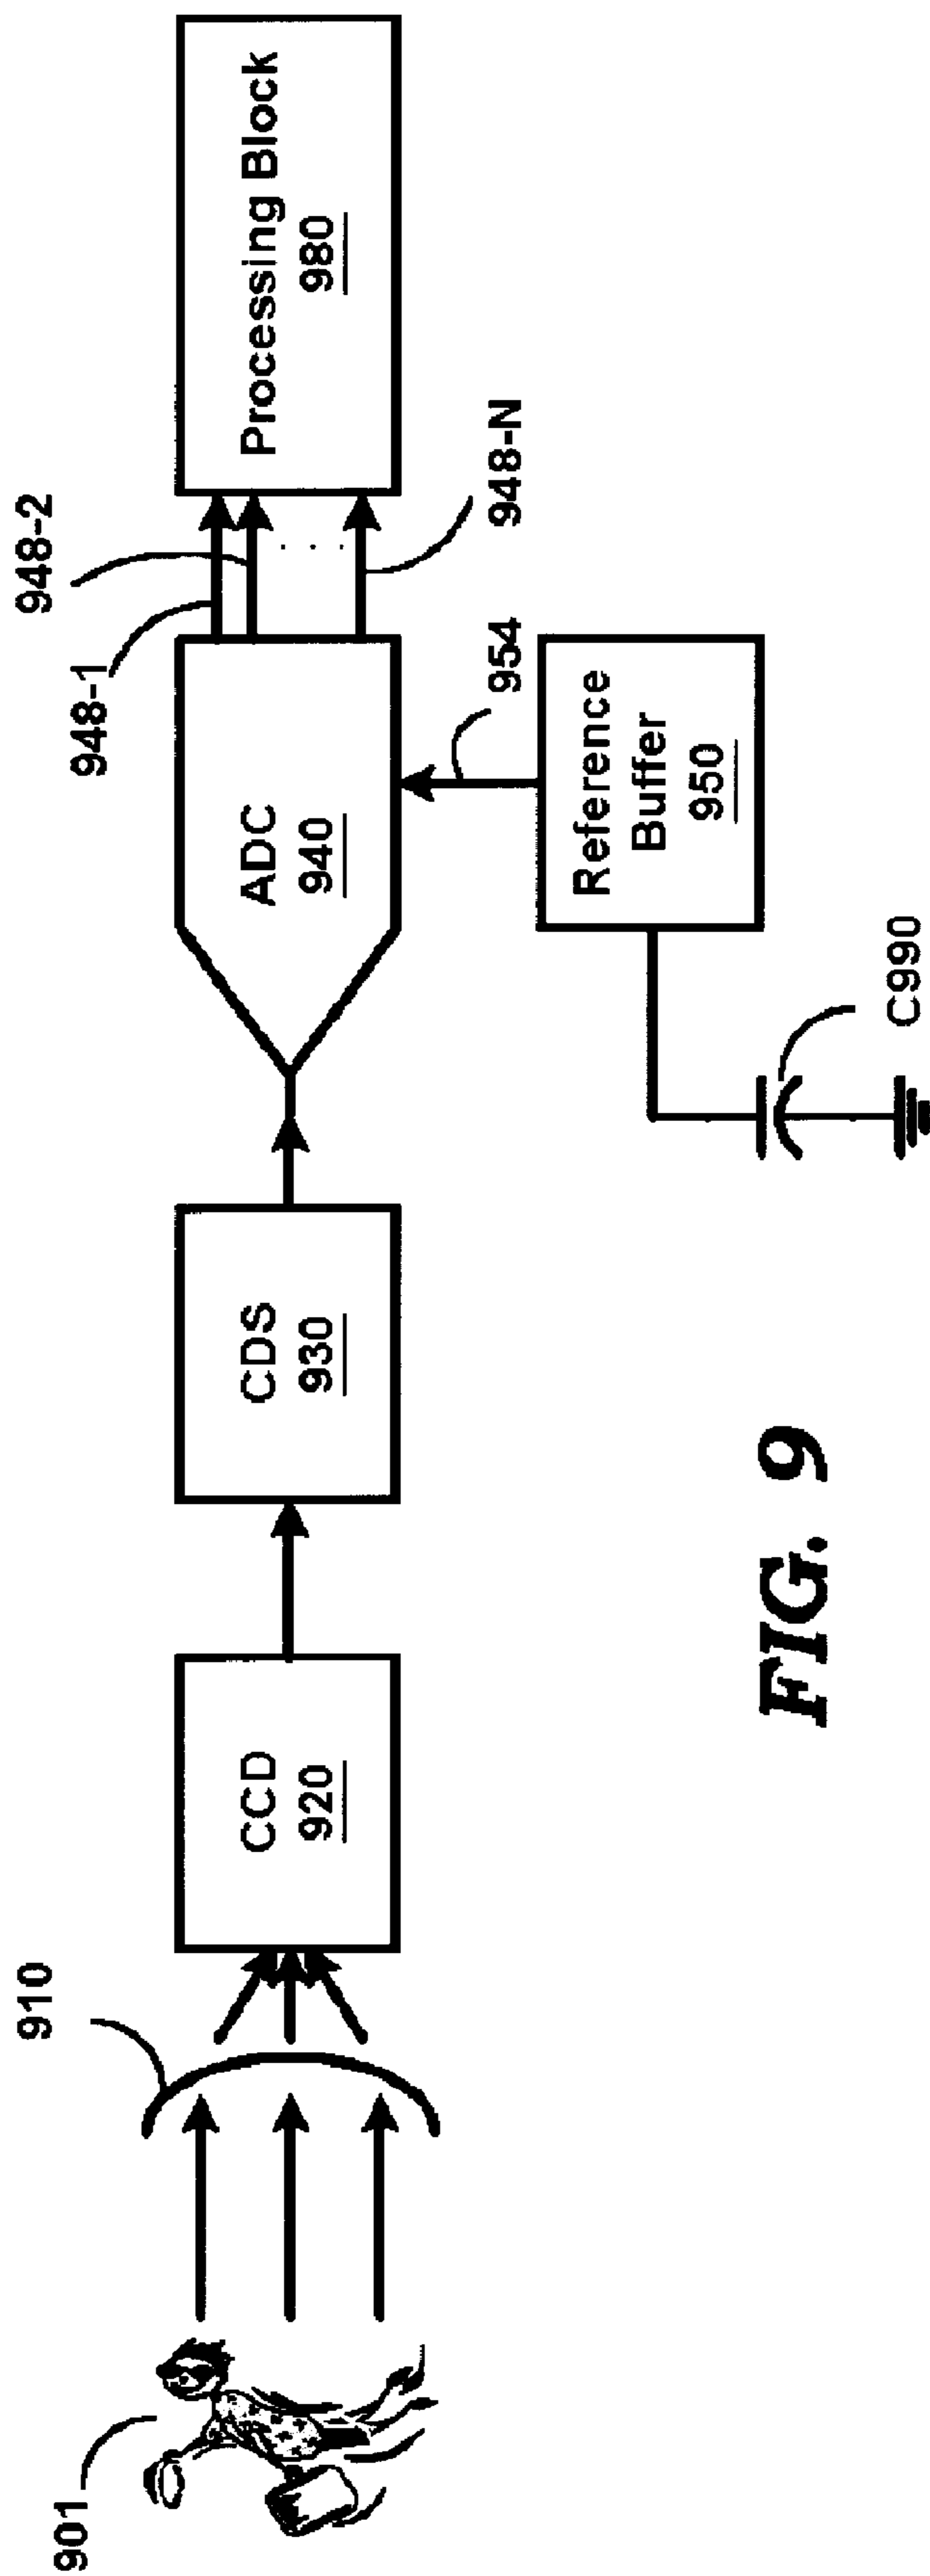 901
910
CCD
920
CDS
930
ADC
940
948-1
948-2
948-N
Processing Block
980
954
Reference
Buffer
950
C990
FIG. 9